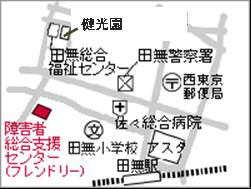 健光園
田無総合
福祉センター
田無警察署
西東京
郵便局
佐々総合病院
障害者
総合支援
センター
(フレンドリー)
田無小学校
アスタ
田無駅